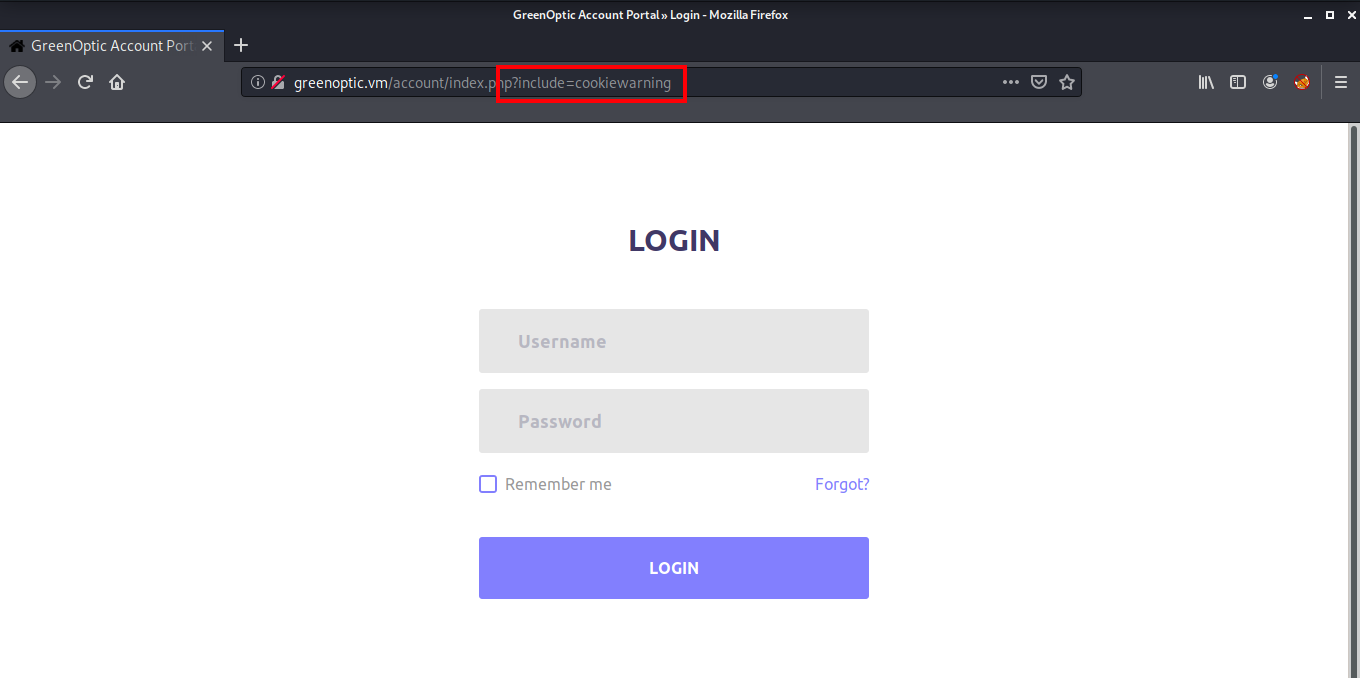 GreenOptic Account Portal » Login - Mozilla Firefox
GreenOptic Account Port
greenoptic.vm/account/index.php?include=cookiewarning
LOGIN
Username
Password
Remember me
Forgot?
LOGIN